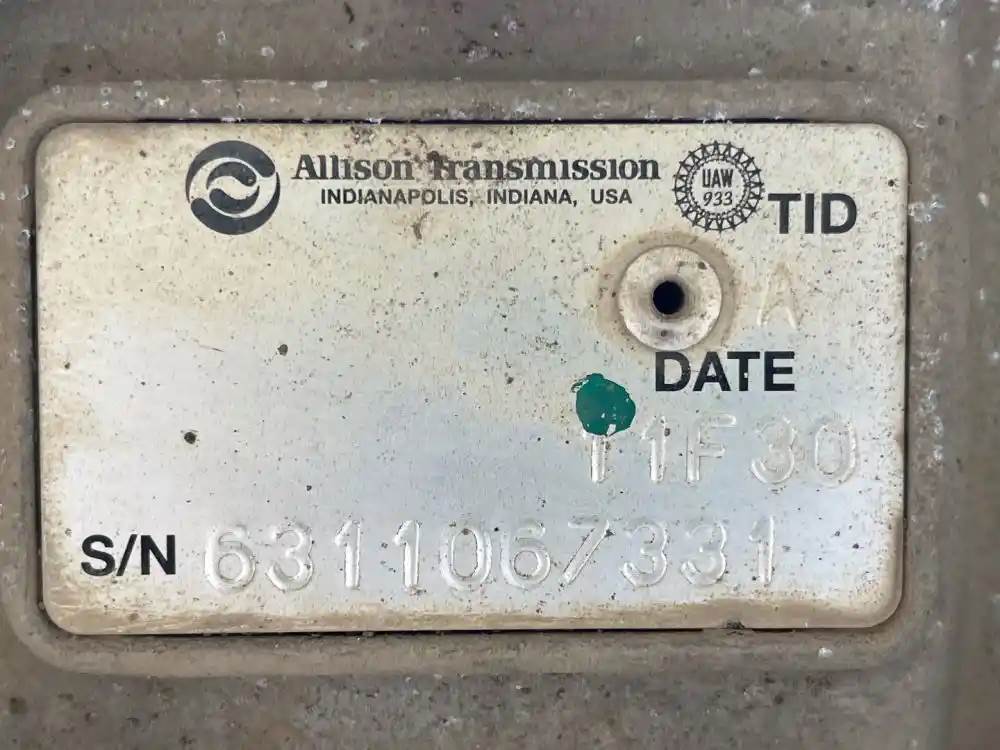 Allison Transmission
INDIANAPOLIS, INDIANA, USA
UAW
933
TID
A
DATE
11F30
S/N 6311067331